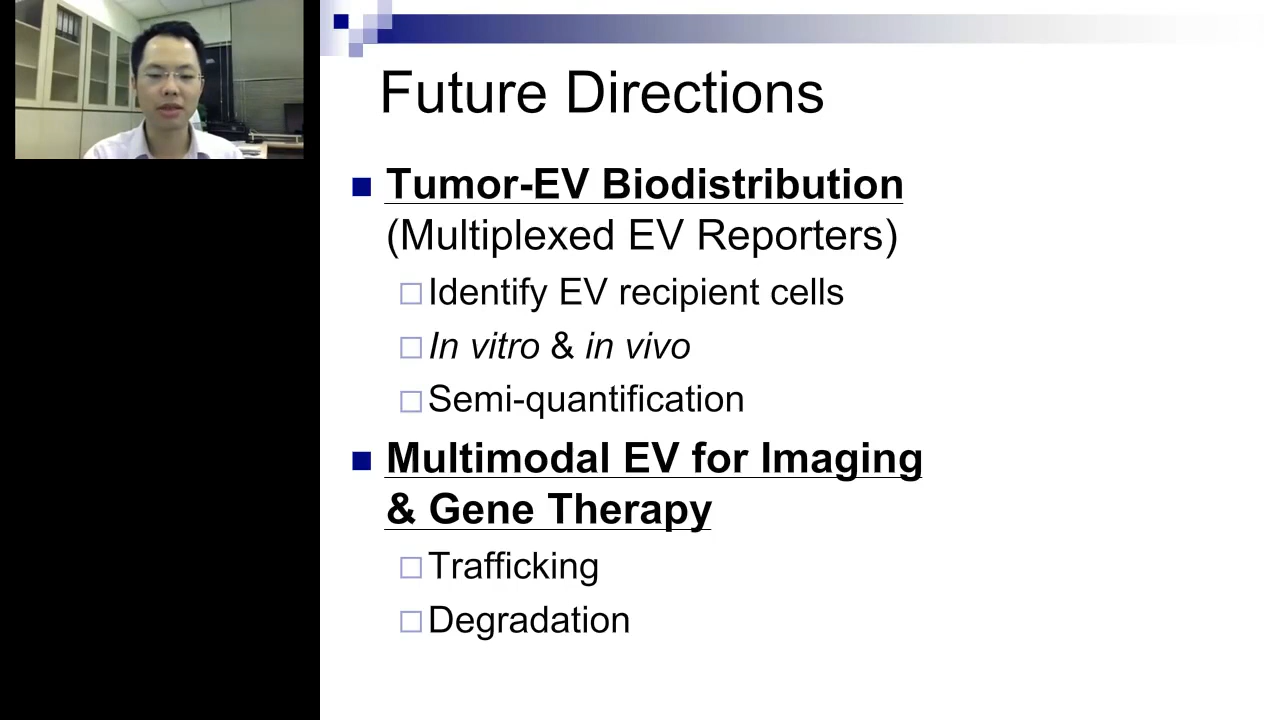 Future Directions
Tumor-EV Biodistribution
(Multiplexed EV Reporters)
Identify EV recipient cells
In vitro & in vivo
Semi-quantification
Multimodal EV for Imaging
& Gene Therapy
Trafficking
Degradation